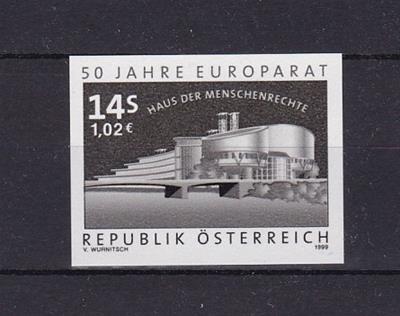 50 JAHRE EUROPARAT
14S
HAUS DER MENSCHENRECHTE
1,02 €
REPUBLIK ÖSTERREICH
V. WURNITSCH 1999